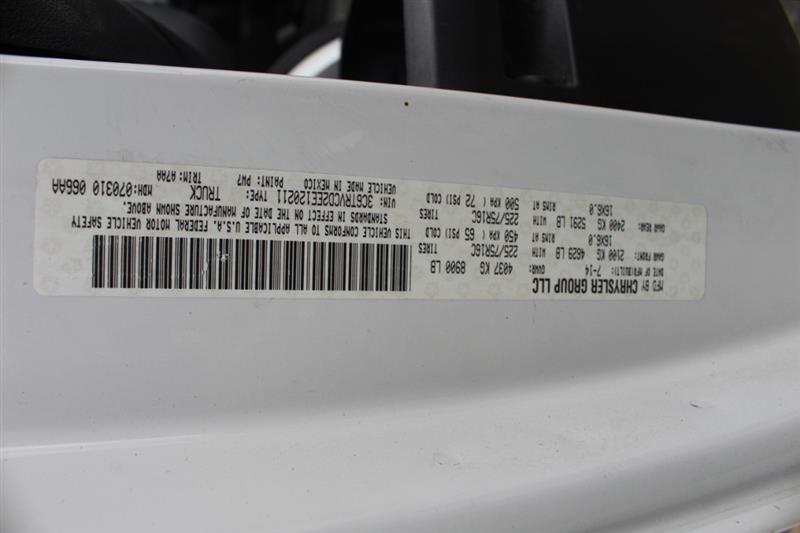 MFD BY
CHRYSLER GROUP LLC
DATE OF MFR(BUILT): 7-14 GVWR: 4037 KG 8900 LB
GAWR FRONT: 2100 KG 4629 LB WITH 225/75R16C TIRES
16X6.0 RIMS AT 450 KPA( 65 PSI) COLD
GAWR REAR: 2400 KG 5291 LB WITH 225/75R16C TIRES
16X6.0 RIMS AT 500 KPA( 72 PSI) COLD
THIS VEHICLE CONFORMS TO ALL APPLICABLE U.S.A. FEDERAL MOTOR VEHICLE SAFETY
STANDARDS IN EFFECT ON THE DATE OF MANUFACTURE SHOWN ABOVE.
VIN: 3C6TRVCD2EE120211 TYPE: TRUCK MDH:070310 066AA
VEHICLE MADE IN MEXICO PAINT: PW7 TRIM: A7AA